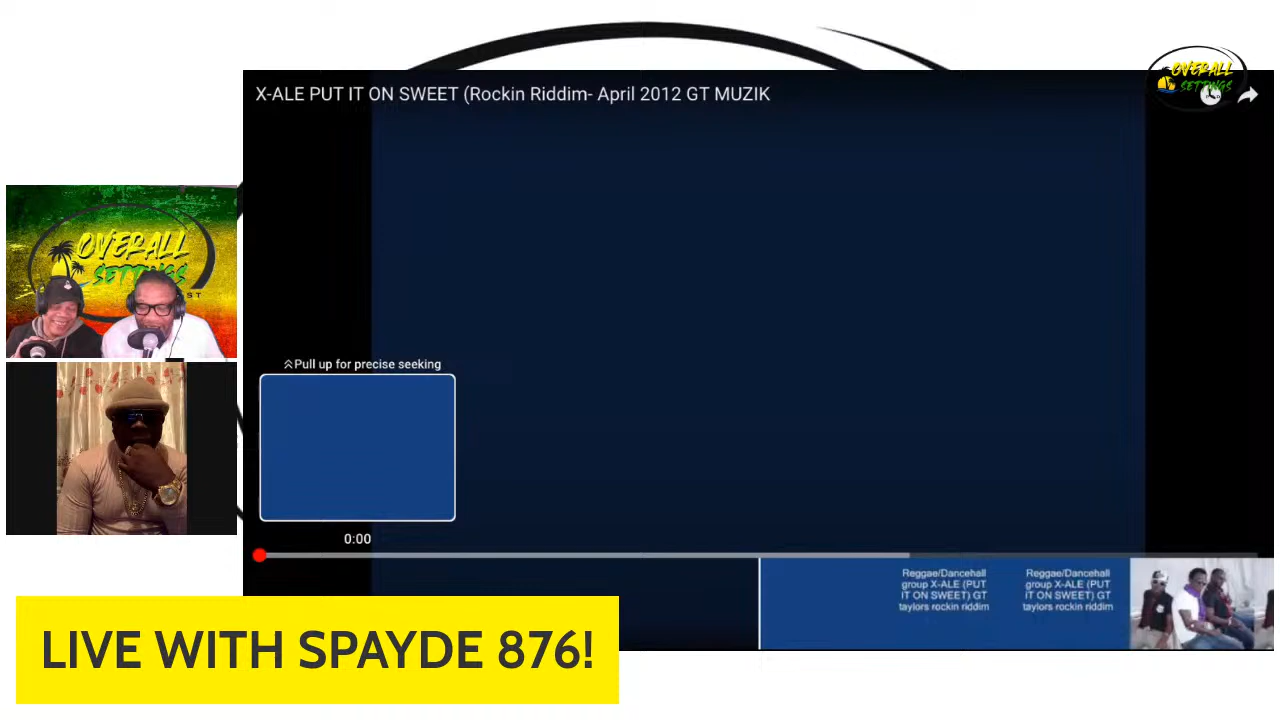 X-ALE PUT IT ON SWEET (Rockin Riddim- April 2012 GT MUZIK
OVERALL
SETTINGS
OVERALL
SETTINGS
ST
Pull up for precise seeking
0:00
Reggae/Dancehall
group X-ALE (PUT
IT ON SWEET) GT
taylors rockin riddim
Reggae/Dancehall
group X-ALE (PUT
IT ON SWEET) GT
taylors rockin riddim
LIVE WITH SPAYDE 876!